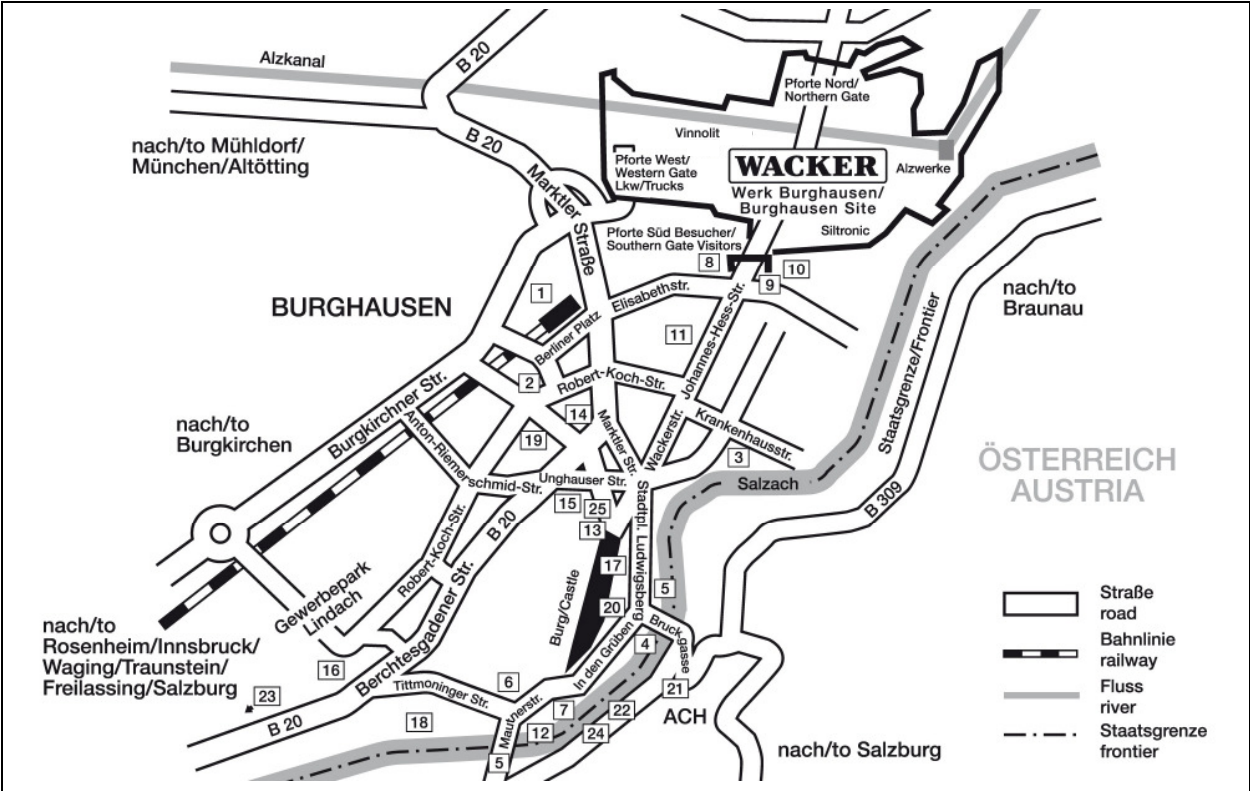 B 20
Alzkanal
Pforte Nord/
Northern Gate
nach/to Mühldorf/
München/Altötting
B 20
Vinnolit
Pforte West/
Western Gate
Lkw/Trucks
WACKER
Werk Burghausen/
Burghausen Site
Alzwerke
Marktler
Straße
Pforte Süd Besucher/
Southern Gate Visitors
Siltronic
8
10
9
BURGHAUSEN
1
Elisabethstr.
Berliner Platz
11
Johannes-Hess-Str.
nach/to
Braunau
Staatsgrenze/Frontier
Burgkirchner Str.
2
Robert-Koch-Str.
nach/to
Burgkirchen
Anton-Riemerschmid-Str.
14
19
Marktler Str.
Wackerstr.
Krankenhausstr.
3
Salzach
ÖSTERREICH
AUSTRIA
Unghauser Str.
B 309
15
25
13
B 20
Robert-Koch-Str.
Stadtpl. Ludwigsberg
17
5
20
Burg/Castle
Gewerbepark
Lindach
nach/to
Rosenheim/Innsbruck/
Waging/Traunstein/
Freilassing/Salzburg
16
23
Berchtesgadener Str.
B 20
Tittmoninger Str.
6
In den Grüben
Bruckgasse
4
21
ACH
18
Mautnerstr.
7
22
12
24
5
nach/to Salzburg
Straße
road
Bahnlinie
railway
Fluss
river
Staatsgrenze
frontier